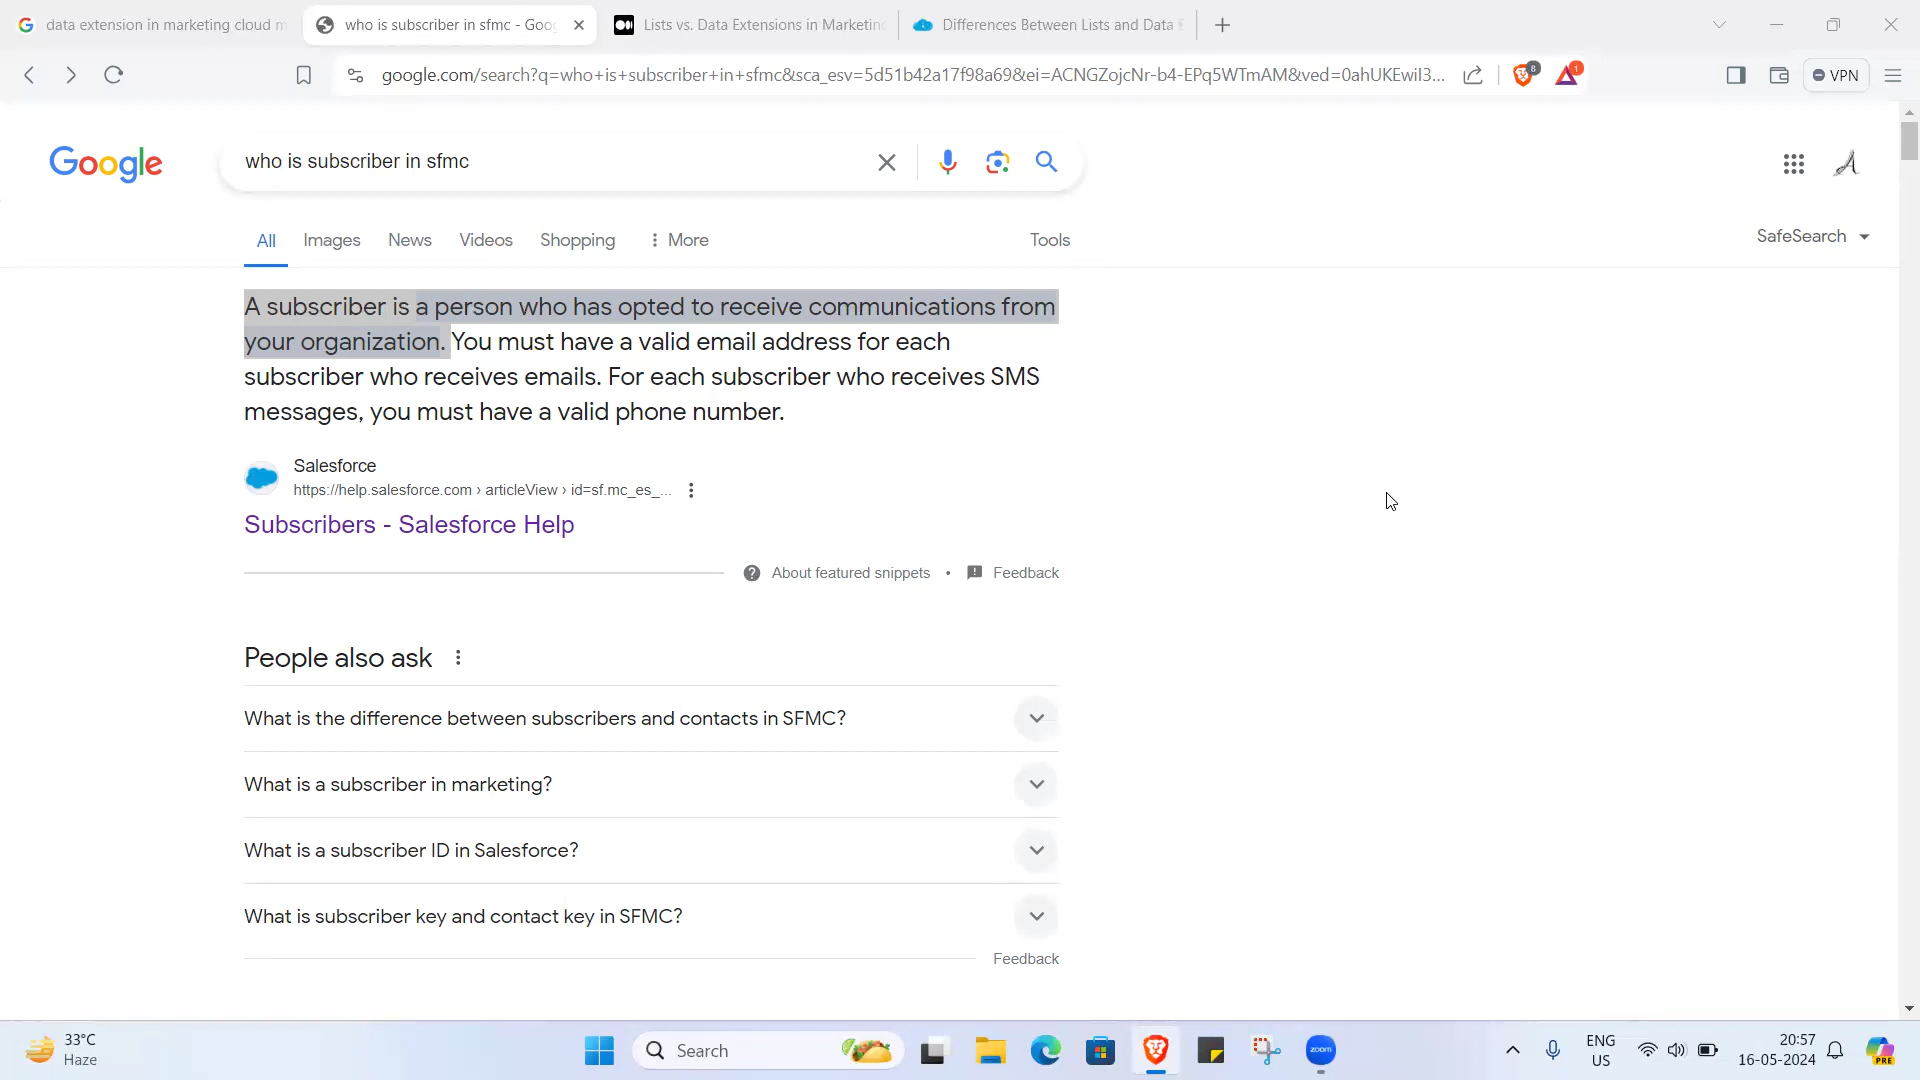 data extension in marketing cloud m
who is subscriber in sfmc - Goo
Lists vs. Data Extensions in Marketin
Differences Between Lists and Data
google.com/search?q=who+is+subscriber+in+sfmc&sca_esv=5d51b42a17f98a69&ei=ACNGZojcNr-b4-EPq5WTmAM&ved=0ahUKEwiI3...
8
1
VPN
Google
who is subscriber in sfmc
All
Images
News
Videos
Shopping
More
Tools
SafeSearch
A subscriber is a person who has opted to receive communications from
your organization. You must have a valid email address for each
subscriber who receives emails. For each subscriber who receives SMS
messages, you must have a valid phone number.
Salesforce
https://help.salesforce.com › articleView › id=sf.mc_es_...
Subscribers - Salesforce Help
About featured snippets • Feedback
People also ask
What is the difference between subscribers and contacts in SFMC?
What is a subscriber in marketing?
What is a subscriber ID in Salesforce?
What is subscriber key and contact key in SFMC?
Feedback
33°C
Haze
Search
zoom
ENG
US
20:57
16-05-2024
PRE